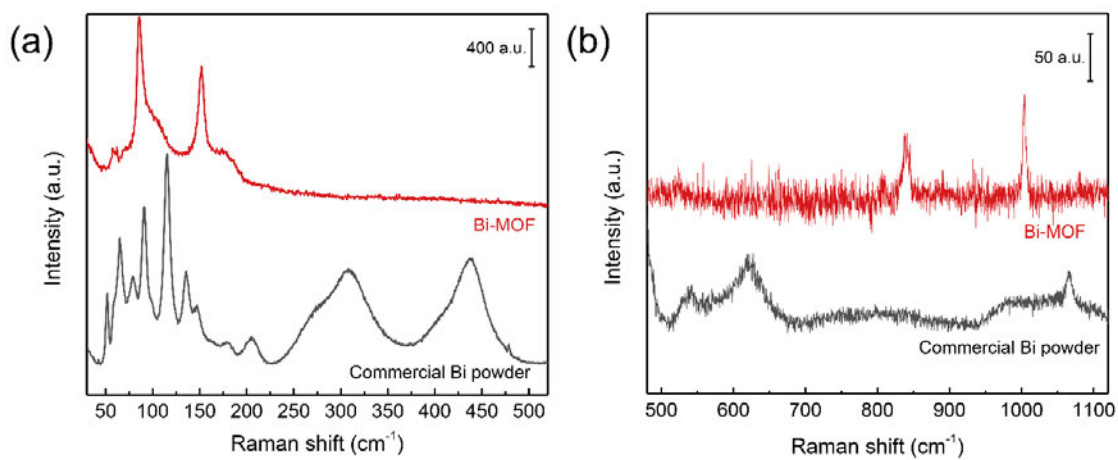 (a)
400 a.u.
Intensity (a.u.)
Bi-MOF
Commercial Bi powder
50 100 150 200 250 300 350 400 450 500
Raman shift (cm⁻¹)
(b)
50 a.u.
Intensity (a.u.)
Bi-MOF
Commercial Bi powder
500 600 700 800 900 1000 1100
Raman shift (cm⁻¹)